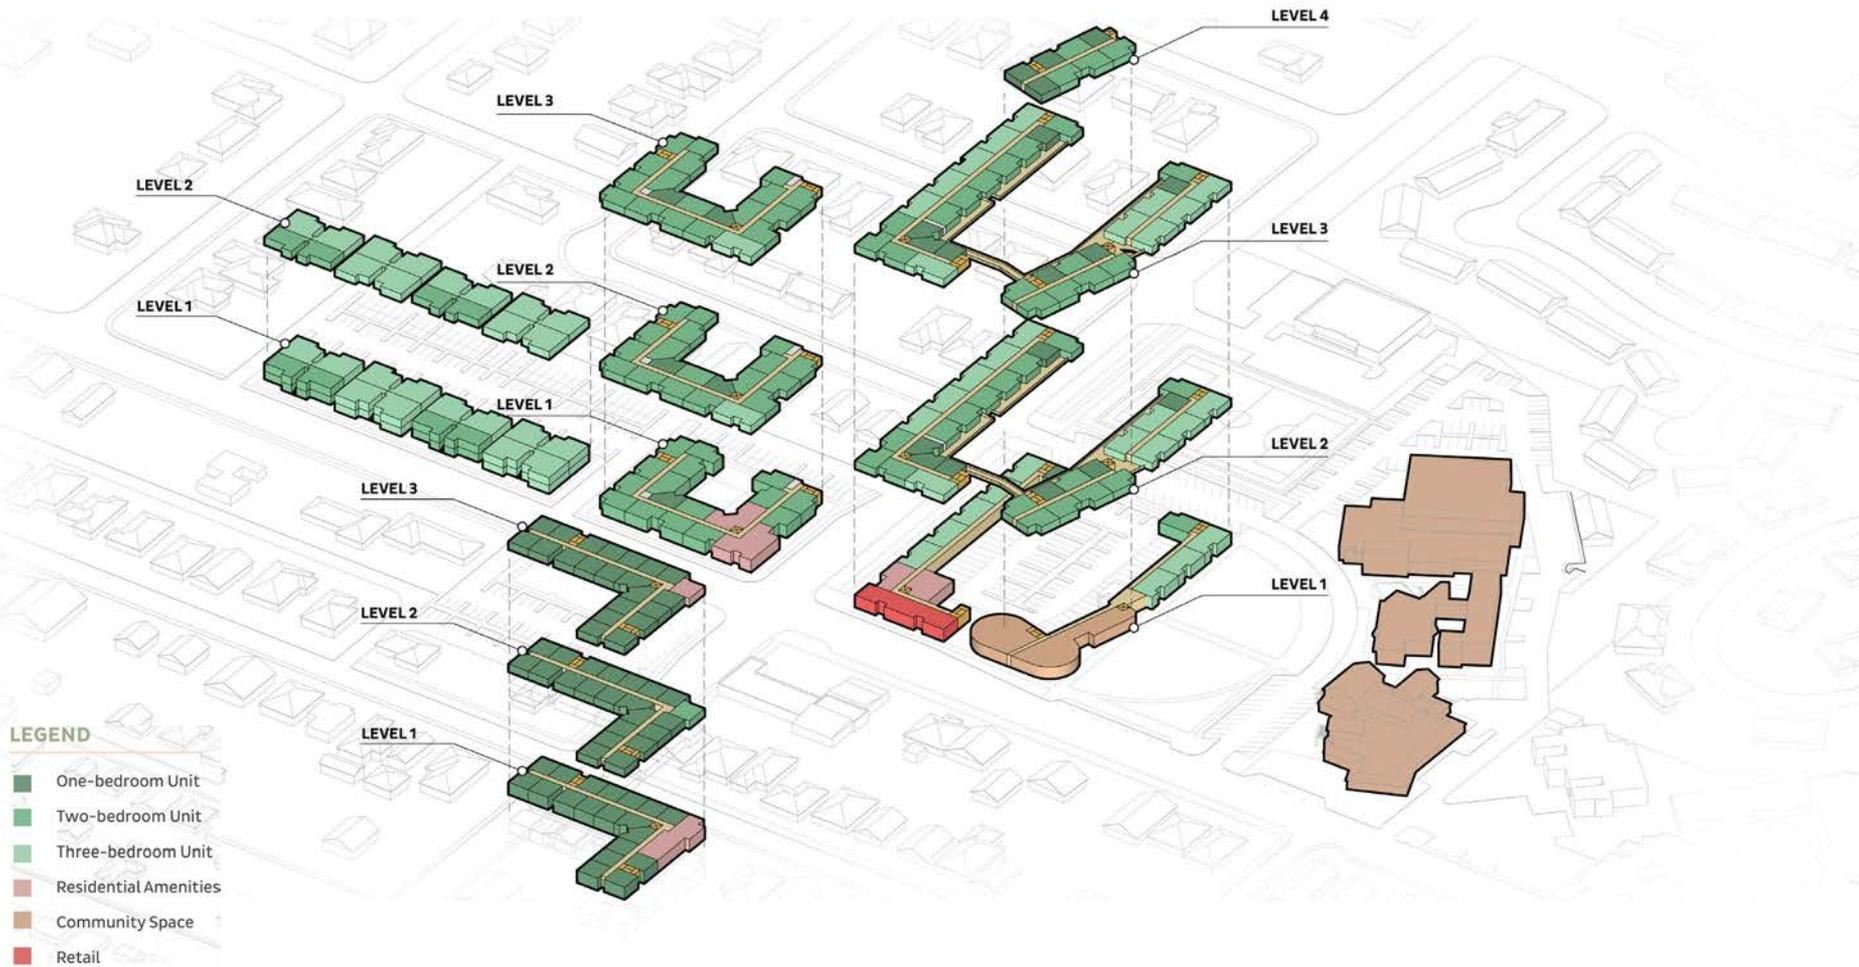 LEVEL 4
LEVEL 3
LEVEL 2
LEVEL 3
LEVEL 2
LEVEL 1
LEVEL 1
LEVEL 2
LEVEL 3
LEVEL 1
LEVEL 2
LEVEL 1
LEGEND
One-bedroom Unit
Two-bedroom Unit
Three-bedroom Unit
Residential Amenities
Community Space
Retail